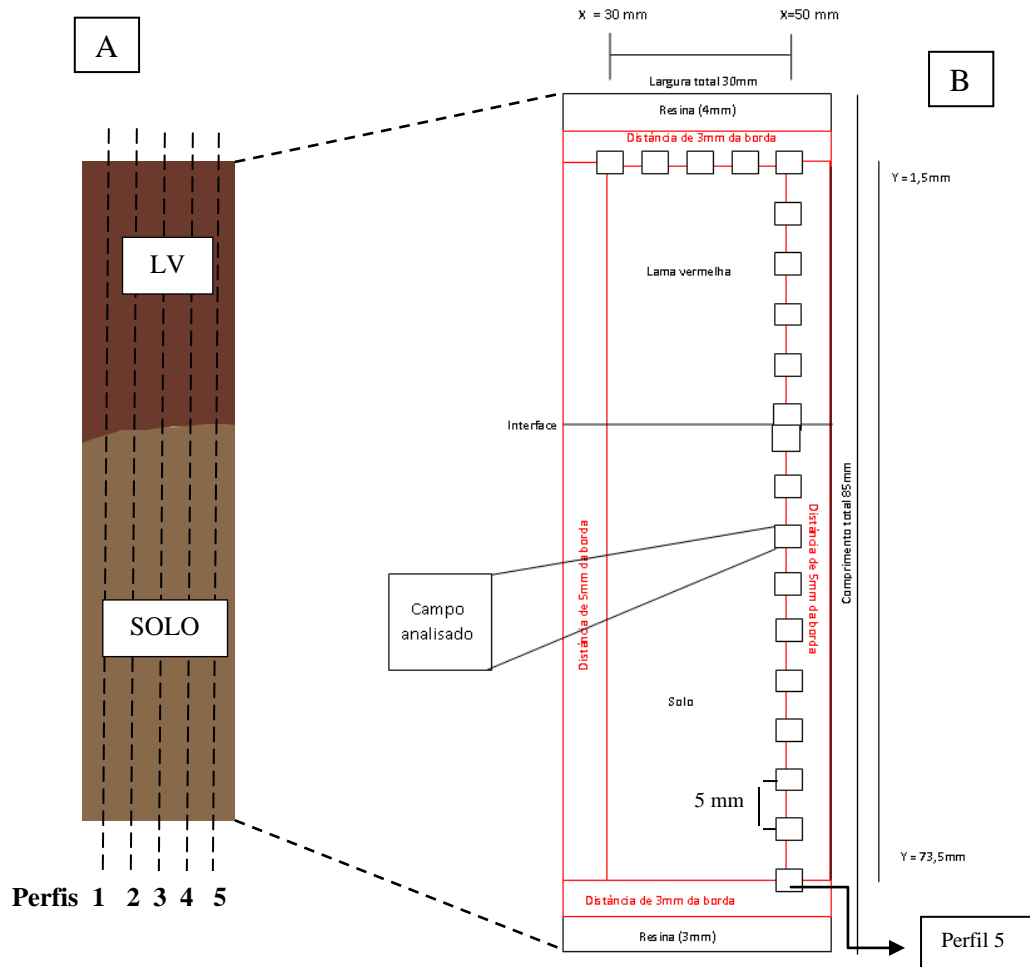 A
LV
SOLO
Perfis 1 2 3 4 5
X = 30 mm
X=50 mm
B
Largura total 30mm
Resina (4mm)
Distância de 3mm da borda
Y = 1,5mm
Lama vermelha
Interface
Distância de 5mm da borda
Distância de 5mm da borda
Comprimento total 85mm
Campo
analisado
Solo
5 mm
Y = 73,5mm
Distância de 3mm da borda
Resina (3mm)
Perfil 5